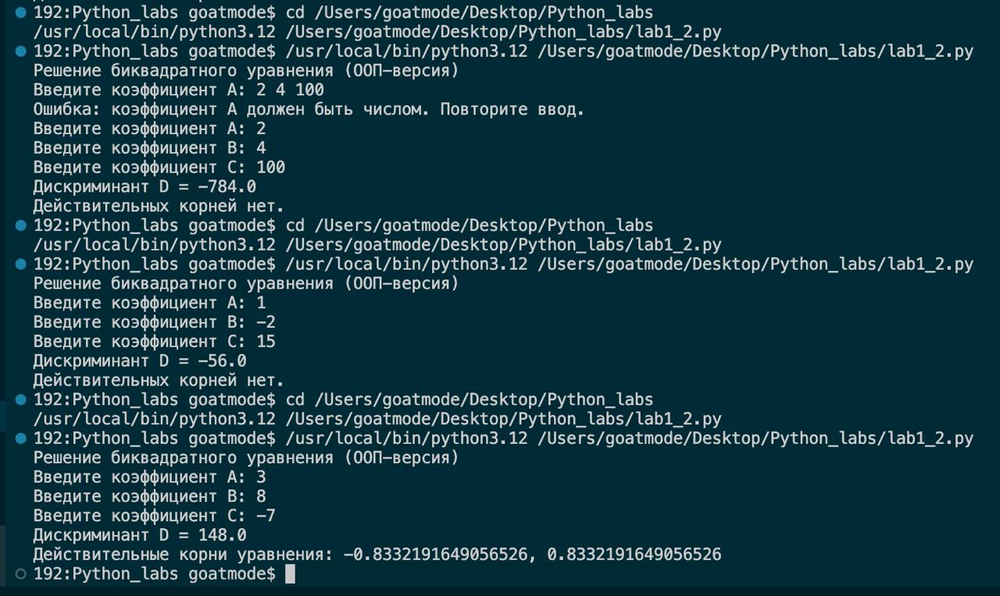 192:Python_labs goatmode$ cd /Users/goatmode/Desktop/Python_labs
/usr/local/bin/python3.12 /Users/goatmode/Desktop/Python_labs/lab1_2.py
192:Python_labs goatmode$ /usr/local/bin/python3.12 /Users/goatmode/Desktop/Python_labs/lab1_2.py
Решение биквадратного уравнения (ООП-версия)
Введите коэффициент A: 2 4 100
Ошибка: коэффициент A должен быть числом. Повторите ввод.
Введите коэффициент A: 2
Введите коэффициент B: 4
Введите коэффициент C: 100
Дискриминант D = -784.0
Действительных корней нет.
192:Python_labs goatmode$ cd /Users/goatmode/Desktop/Python_labs
/usr/local/bin/python3.12 /Users/goatmode/Desktop/Python_labs/lab1_2.py
192:Python_labs goatmode$ /usr/local/bin/python3.12 /Users/goatmode/Desktop/Python_labs/lab1_2.py
Решение биквадратного уравнения (ООП-версия)
Введите коэффициент A: 1
Введите коэффициент B: -2
Введите коэффициент C: 15
Дискриминант D = -56.0
Действительных корней нет.
192:Python_labs goatmode$ cd /Users/goatmode/Desktop/Python_labs
/usr/local/bin/python3.12 /Users/goatmode/Desktop/Python_labs/lab1_2.py
192:Python_labs goatmode$ /usr/local/bin/python3.12 /Users/goatmode/Desktop/Python_labs/lab1_2.py
Решение биквадратного уравнения (ООП-версия)
Введите коэффициент A: 3
Введите коэффициент B: 8
Введите коэффициент C: -7
Дискриминант D = 148.0
Действительные корни уравнения: -0.8332191649056526, 0.8332191649056526
192:Python_labs goatmode$